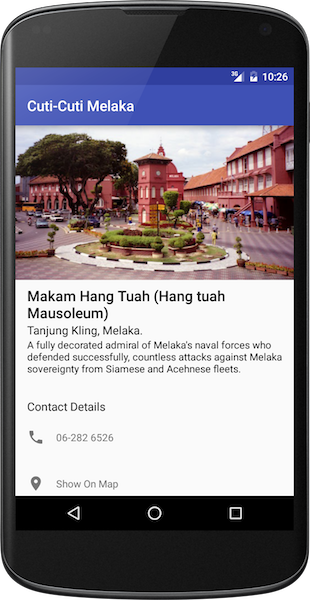 3G 10:26
Cuti-Cuti Melaka
Makam Hang Tuah (Hang tuah
Mausoleum)
Tanjung Kling, Melaka.
A fully decorated admiral of Melaka's naval forces who
defended successfully, countless attacks against Melaka
sovereignty from Siamese and Acehnese fleets.
Contact Details
06-282 6526
Show On Map